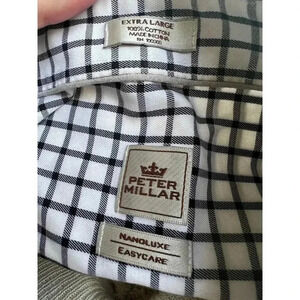 EXTRA LARGE
100% COTTON
MADE IN CHINA
PETER
MILLAR
NANOLUXE
EASYCARE